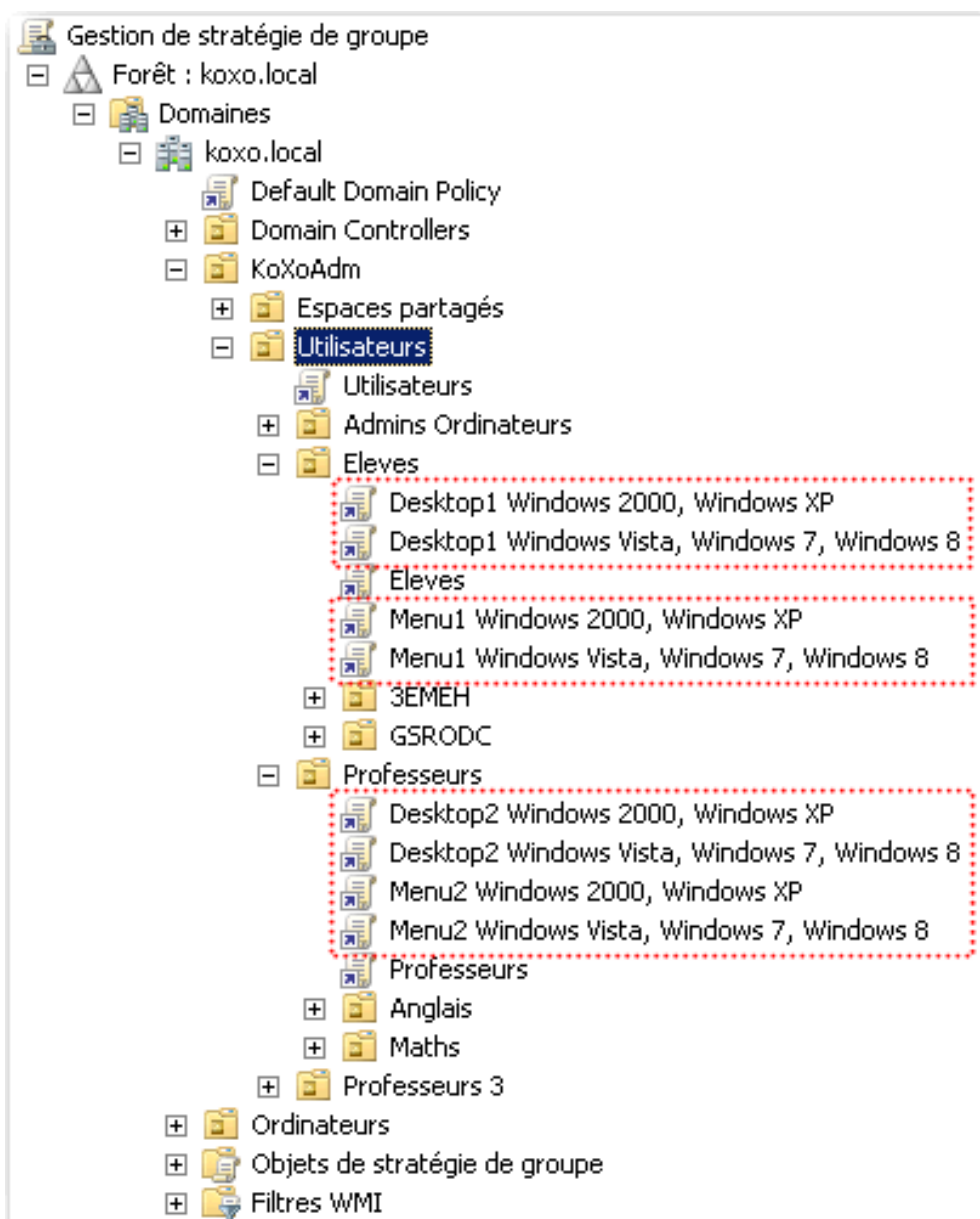 Gestion de stratégie de groupe
Forêt : koxo.local
Domaines
koxo.local
Default Domain Policy
Domain Controllers
KoXoAdm
Espaces partagés
Utilisateurs
Utilisateurs
Admins Ordinateurs
Eleves
Desktop1 Windows 2000, Windows XP
Desktop1 Windows Vista, Windows 7, Windows 8
Eleves
Menu1 Windows 2000, Windows XP
Menu1 Windows Vista, Windows 7, Windows 8
3EMEH
GSRODC
Professeurs
Desktop2 Windows 2000, Windows XP
Desktop2 Windows Vista, Windows 7, Windows 8
Menu2 Windows 2000, Windows XP
Menu2 Windows Vista, Windows 7, Windows 8
Professeurs
Anglais
Maths
Professeurs 3
Ordinateurs
Objets de stratégie de groupe
Filtres WMI